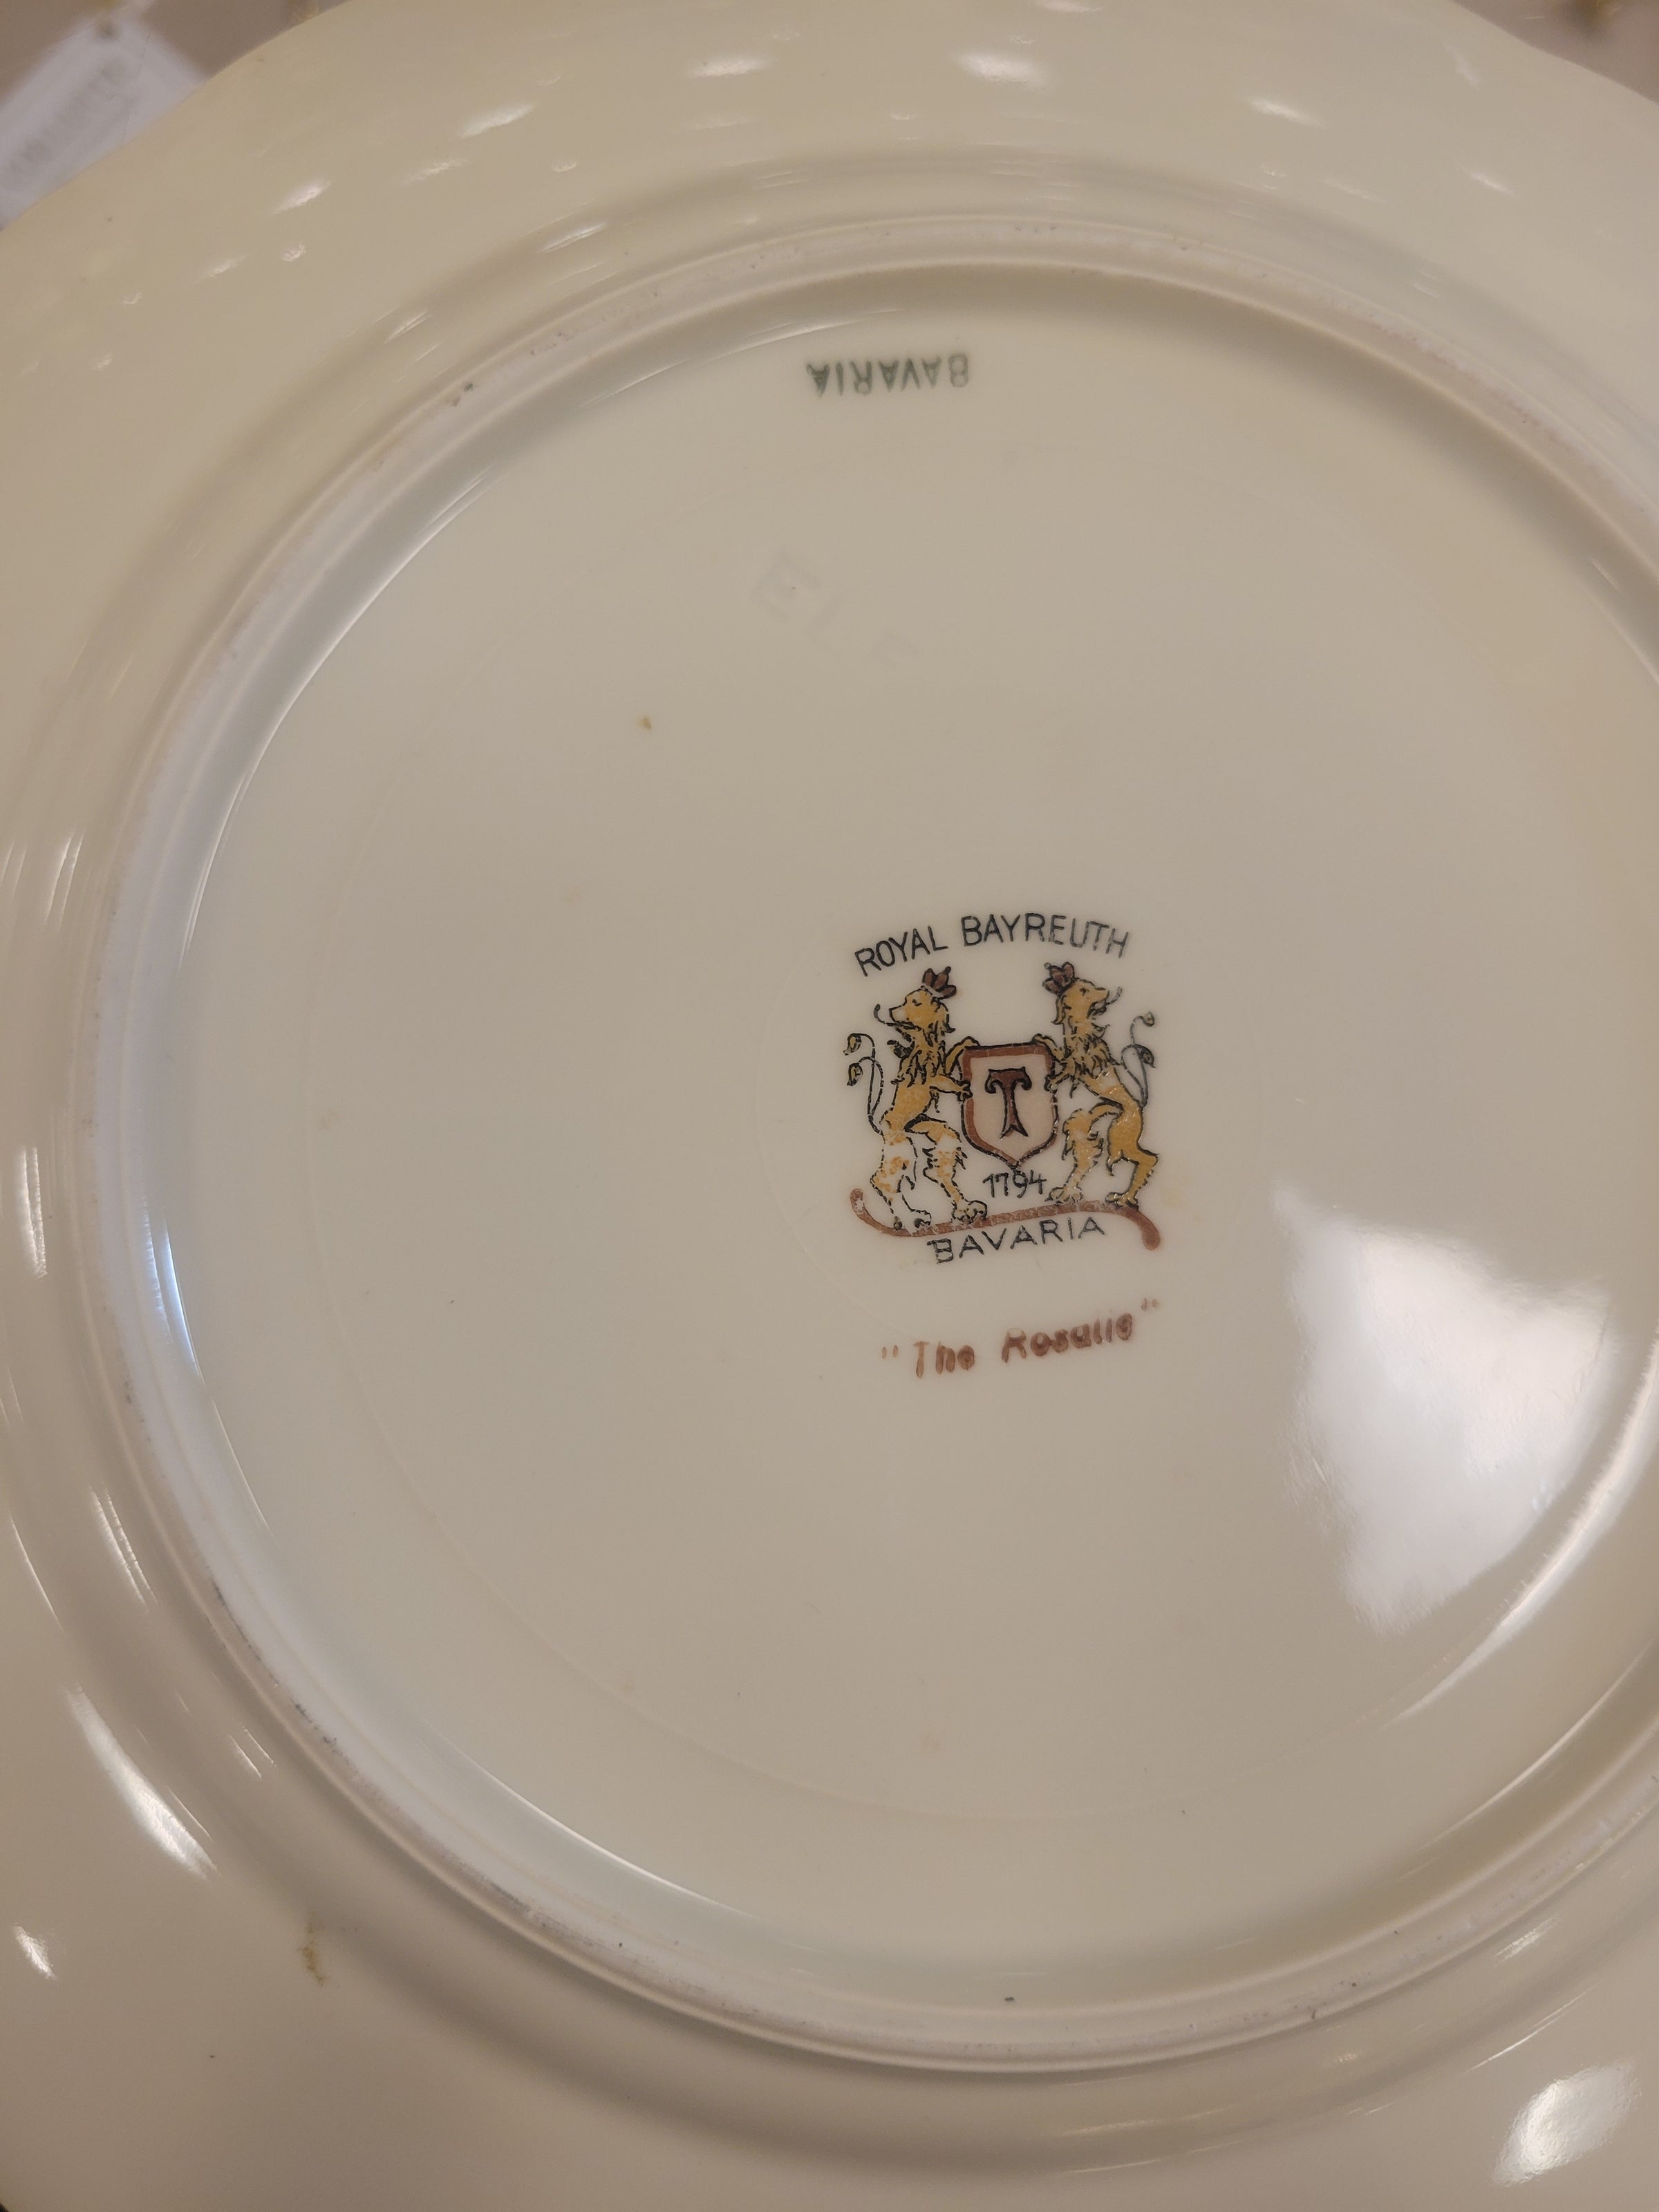 BAVARIA
ROYAL BAYREUTH
T
1794
BAVARIA
"The Rosalie"